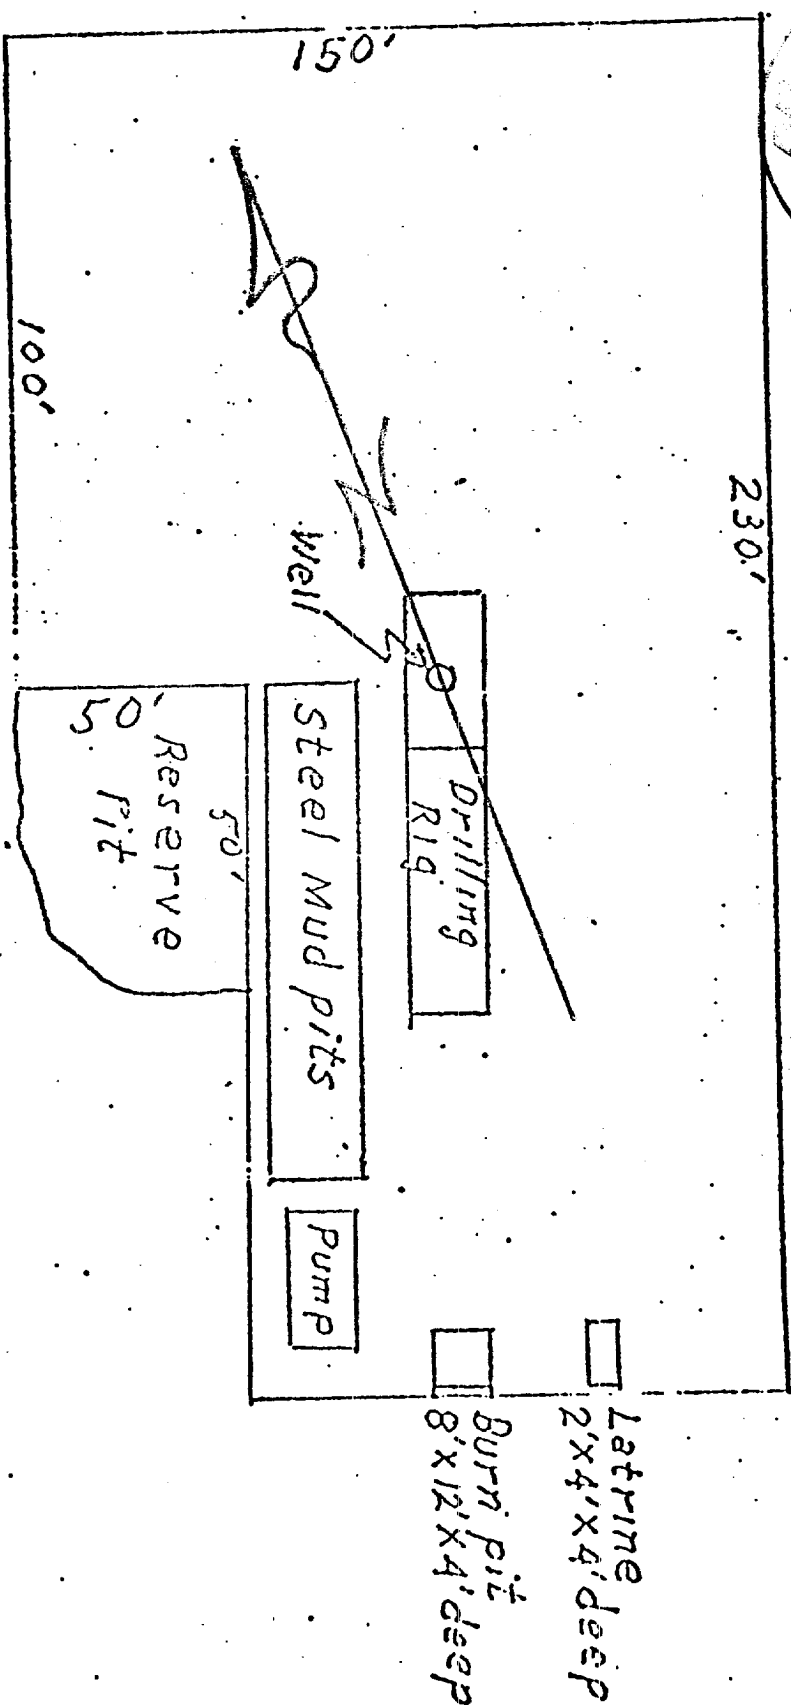 150'
230'
100'
Well
Drilling
Rig
Steel Mud pits
50'
50'
Reserve
Pit
Pump
Latrine
2'x4'x4' deep
Burn pit
8'x12'x4' deep
N